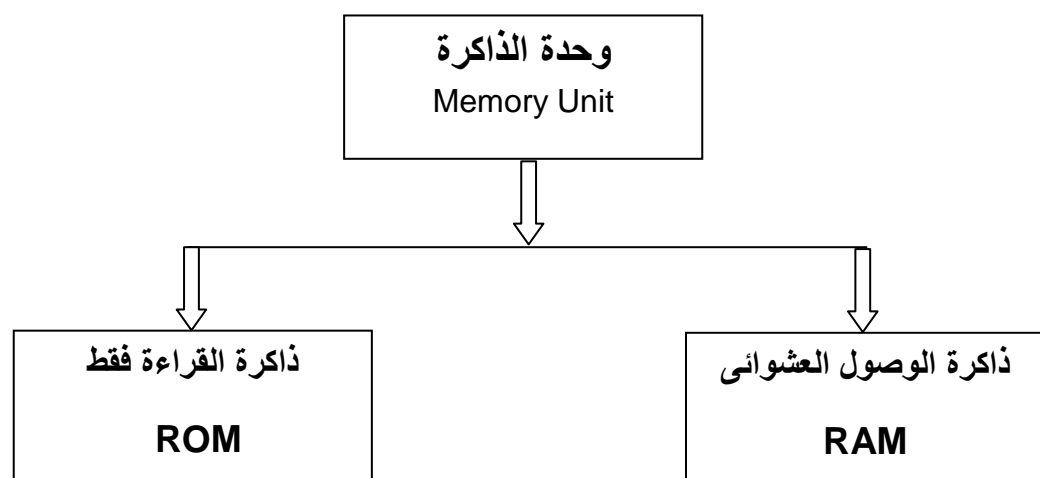 وحدة الذاكرة
Memory Unit
ذاكرة الوصول العشوائى
RAM
ذاكرة القراءة فقط
ROM